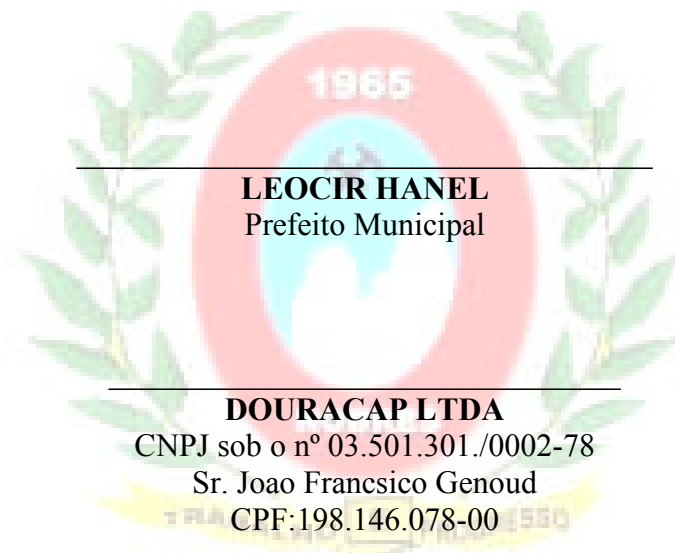 1965
LEOCIR HANEL
Prefeito Municipal
DOURACAP LTDA
CNPJ sob o nº 03.501.301./0002-78
Sr. Joao Francsico Genoud
CPF:198.146.078-00